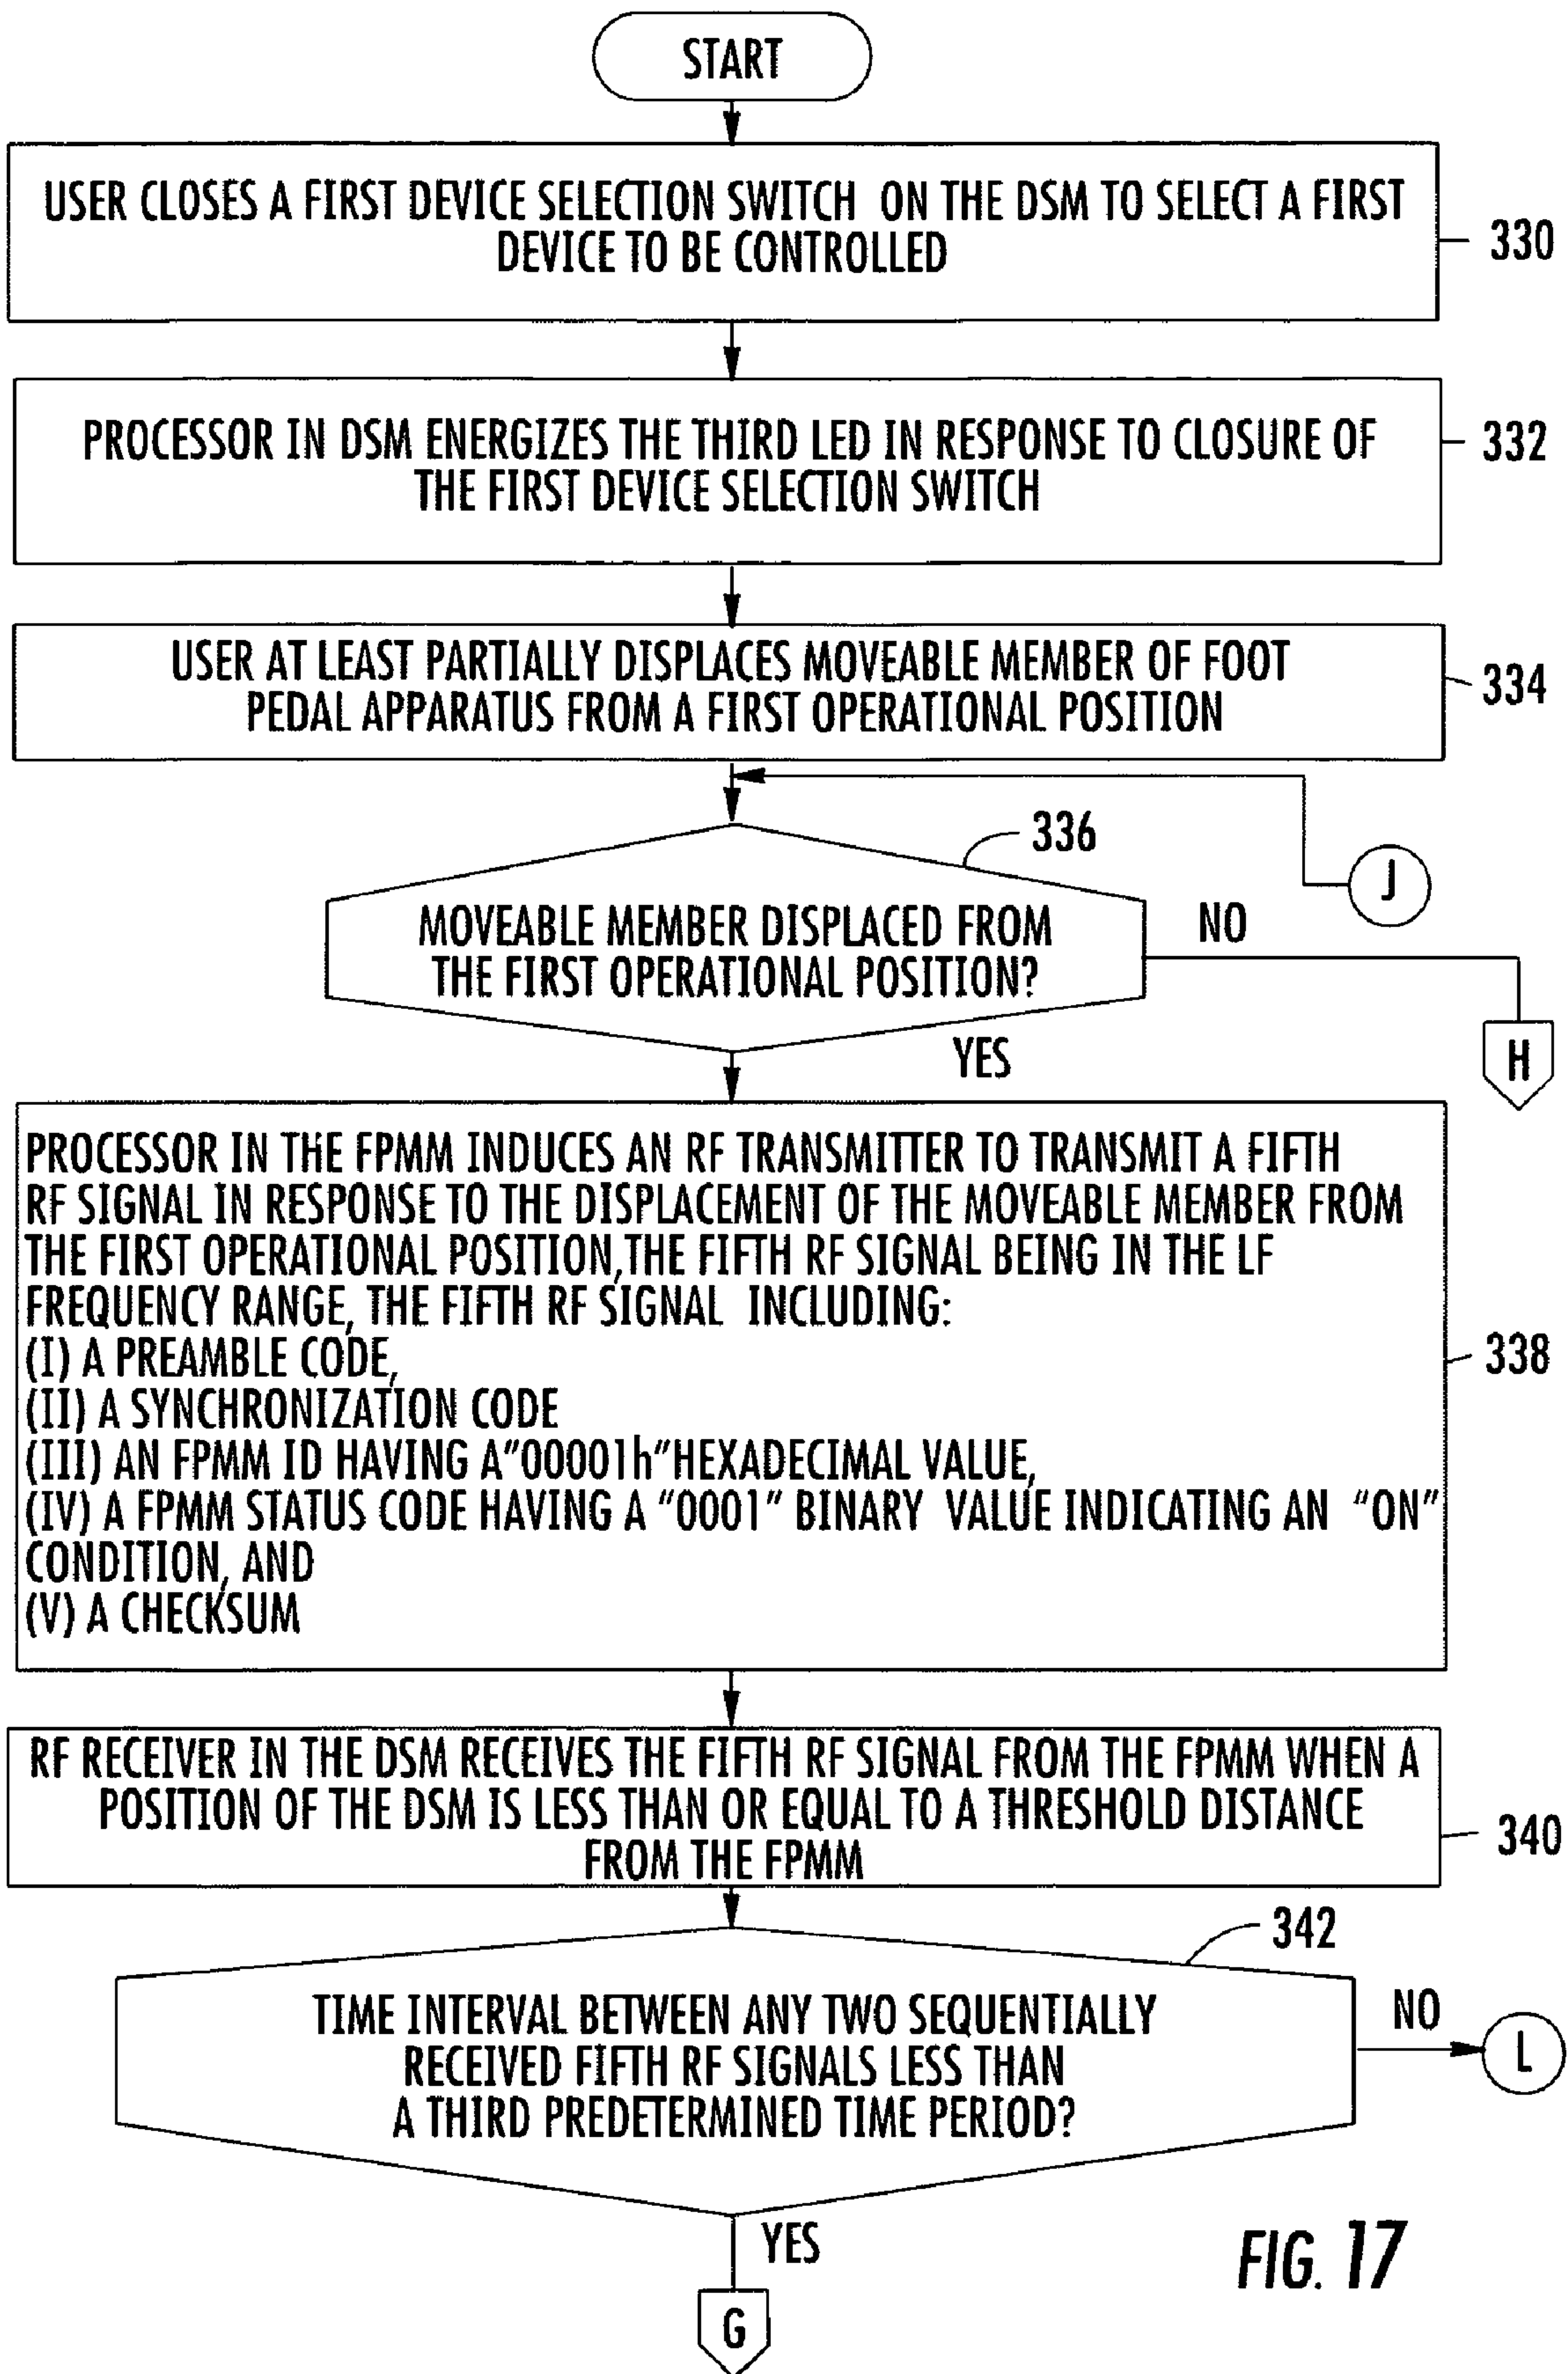 START
USER CLOSES A FIRST DEVICE SELECTION SWITCH ON THE DSM TO SELECT A FIRST
DEVICE TO BE CONTROLLED
330
PROCESSOR IN DSM ENERGIZES THE THIRD LED IN RESPONSE TO CLOSURE OF
THE FIRST DEVICE SELECTION SWITCH
332
USER AT LEAST PARTIALLY DISPLACES MOVEABLE MEMBER OF FOOT
PEDAL APPARATUS FROM A FIRST OPERATIONAL POSITION
334
336
J
MOVEABLE MEMBER DISPLACED FROM
THE FIRST OPERATIONAL POSITION?
NO
H
YES
PROCESSOR IN THE FPMM INDUCES AN RF TRANSMITTER TO TRANSMIT A FIFTH
RF SIGNAL IN RESPONSE TO THE DISPLACEMENT OF THE MOVEABLE MEMBER FROM
THE FIRST OPERATIONAL POSITION, THE FIFTH RF SIGNAL BEING IN THE LF
FREQUENCY RANGE, THE FIFTH RF SIGNAL INCLUDING:
(I) A PREAMBLE CODE,
(II) A SYNCHRONIZATION CODE
(III) AN FPMM ID HAVING A "00001h" HEXADECIMAL VALUE,
(IV) A FPMM STATUS CODE HAVING A "0001" BINARY VALUE INDICATING AN "ON"
CONDITION, AND
(V) A CHECKSUM
338
RF RECEIVER IN THE DSM RECEIVES THE FIFTH RF SIGNAL FROM THE FPMM WHEN A
POSITION OF THE DSM IS LESS THAN OR EQUAL TO A THRESHOLD DISTANCE
FROM THE FPMM
340
342
TIME INTERVAL BETWEEN ANY TWO SEQUENTIALLY
RECEIVED FIFTH RF SIGNALS LESS THAN
A THIRD PREDETERMINED TIME PERIOD?
NO
L
YES
G
FIG. 17